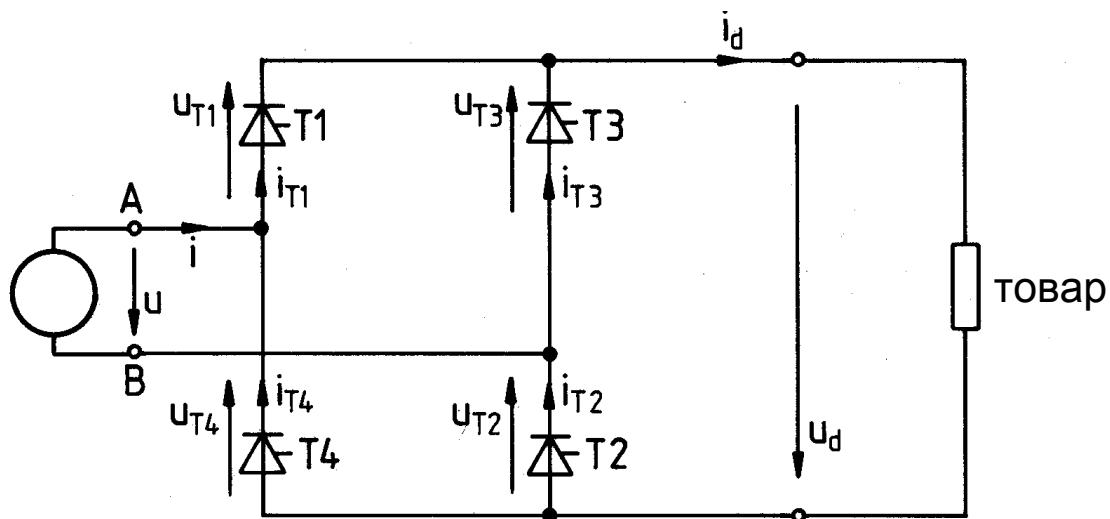 i_d
u_T1 T1 u_T3 T3
i_T1 i_T3
A
i
u
товар
B
i_T4 i_T2
u_T4 u_T2 u_d
T4 T2